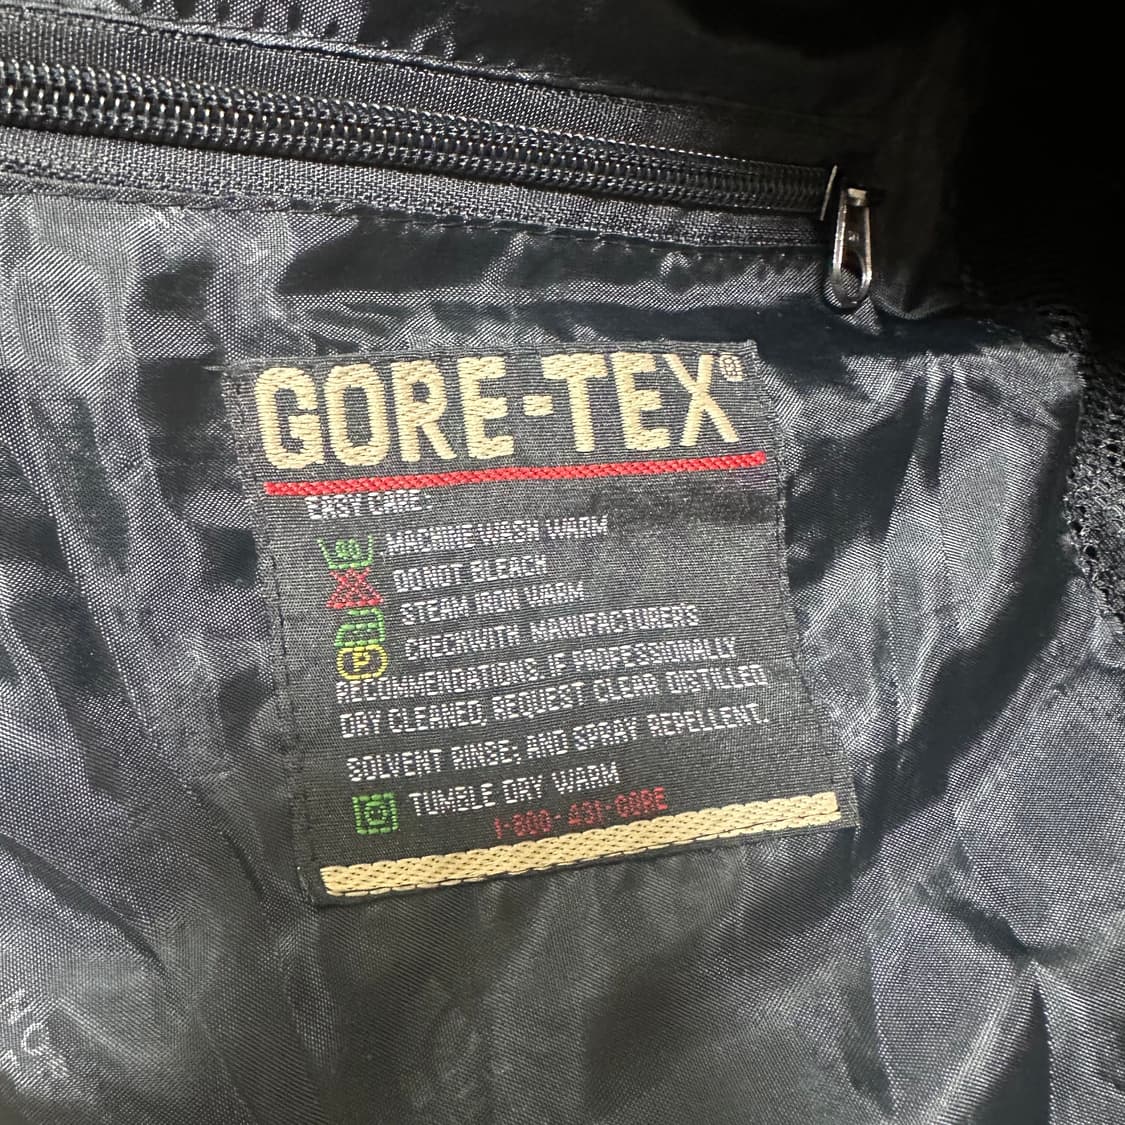 GORE-TEX®
EASY CARE:
MACHINE WASH WARM
DO NOT BLEACH
STEAM IRON WARM
CHECK WITH MANUFACTURER'S
RECOMMENDATIONS. IF PROFESSIONALLY
DRY CLEANED, REQUEST CLEAR DISTILLED
SOLVENT RINSE; AND SPRAY REPELLENT.
TUMBLE DRY WARM
1-800-431-GORE